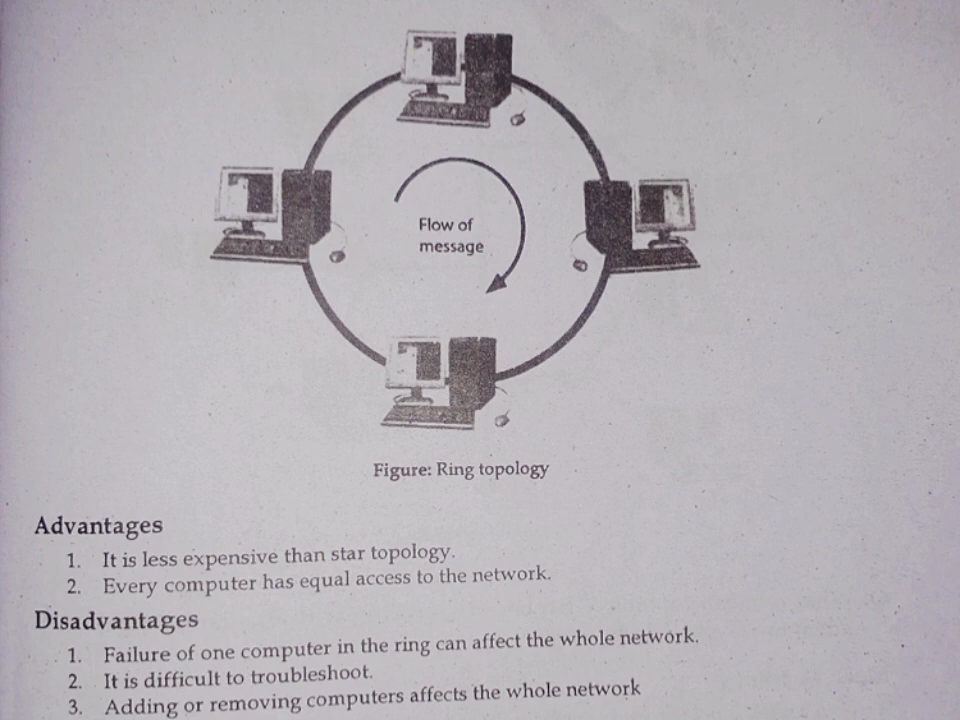 Flow of
message
Figure: Ring topology
Advantages
1. It is less expensive than star topology.
2. Every computer has equal access to the network.
Disadvantages
1. Failure of one computer in the ring can affect the whole network.
2. It is difficult to troubleshoot.
3. Adding or removing computers affects the whole network